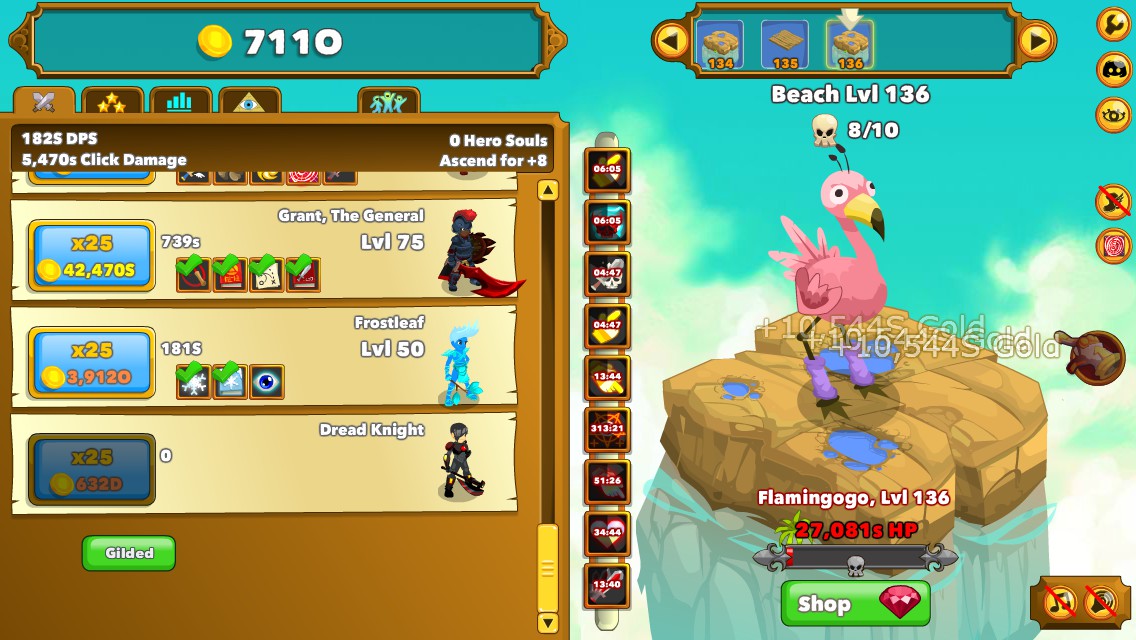 711O
134
135
136
Beach Lvl 136
8/10
182S DPS
5,470s Click Damage
0 Hero Souls
Ascend for +8
Grant, The General
x25
739s
Lvl 75
42,470S
Frostleaf
x25
181S
Lvl 50
3,912O
Dread Knight
x25
0
632D
Gilded
06:05
06:05
04:47
04:47
13:44
313:21
51:26
34:44
13:40
+10,544S Gold
+10,544S Gold
Flamingogo, Lvl 136
27,081s HP
Shop